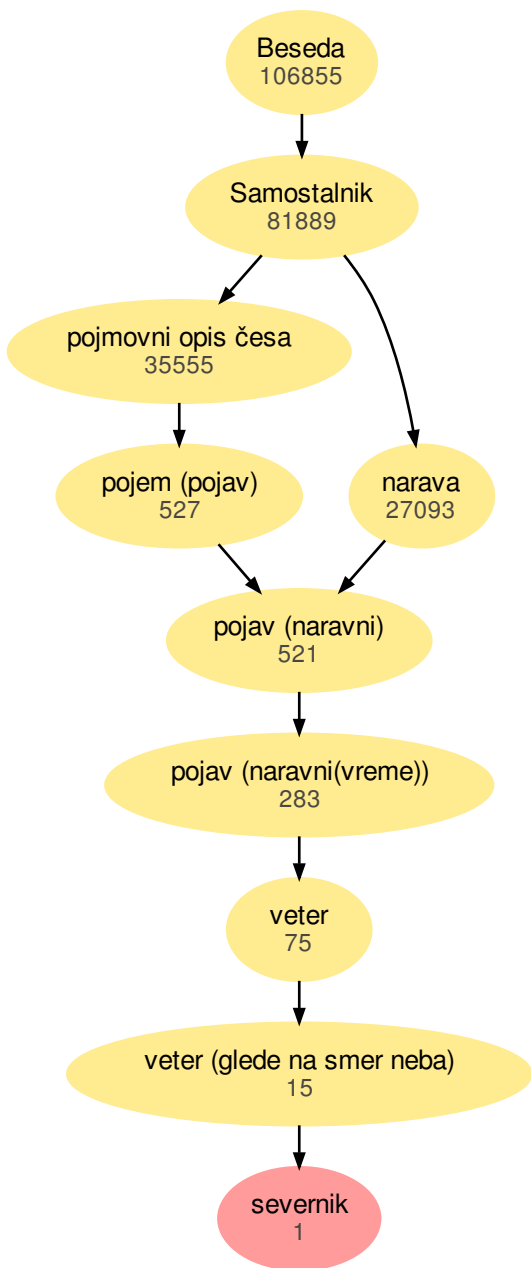 Beseda
106855
Samostalnik
81889
pojmovni opis česa
35555
pojem (pojav)
527
narava
27093
pojav (naravni)
521
pojav (naravni(vreme))
283
veter
75
veter (glede na smer neba)
15
severnik
1